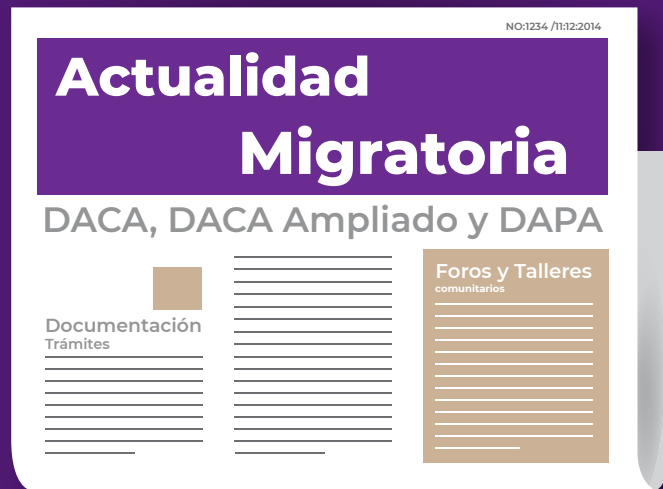 NO:1234 /11:12:2014
Actualidad
Migratoria
DACA, DACA Ampliado y DAPA
Documentación
Trámites
Foros y Talleres
comunitarios